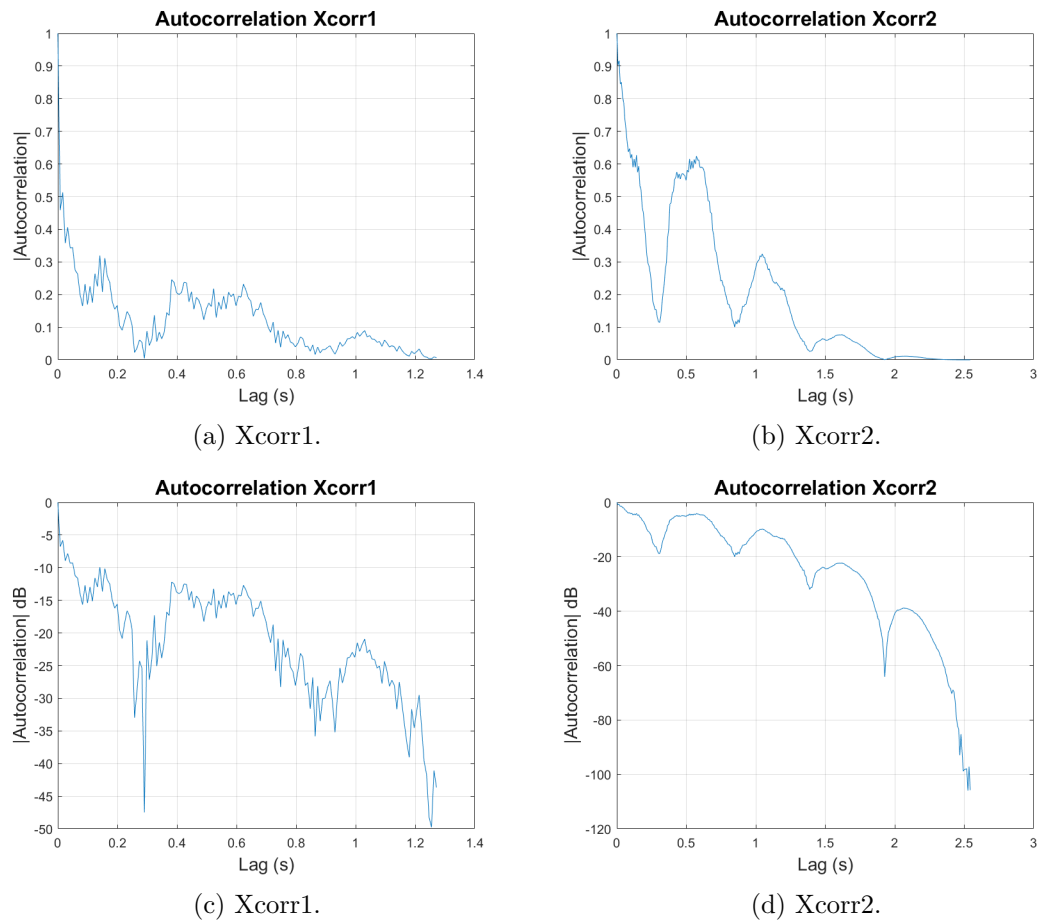 Autocorrelation Xcorr1
1
0.9
0.8
0.7
0.6
0.5
0.4
0.3
0.2
0.1
0
|Autocorrelation|
0 0.2 0.4 0.6 0.8 1 1.2 1.4
Lag (s)
(a) Xcorr1.
Autocorrelation Xcorr2
1
0.9
0.8
0.7
0.6
0.5
0.4
0.3
0.2
0.1
0
|Autocorrelation|
0 0.5 1 1.5 2 2.5 3
Lag (s)
(b) Xcorr2.
Autocorrelation Xcorr1
0
-5
-10
-15
-20
-25
-30
-35
-40
-45
-50
|Autocorrelation| dB
0 0.2 0.4 0.6 0.8 1 1.2 1.4
Lag (s)
(c) Xcorr1.
Autocorrelation Xcorr2
0
-20
-40
-60
-80
-100
-120
|Autocorrelation| dB
0 0.5 1 1.5 2 2.5 3
Lag (s)
(d) Xcorr2.